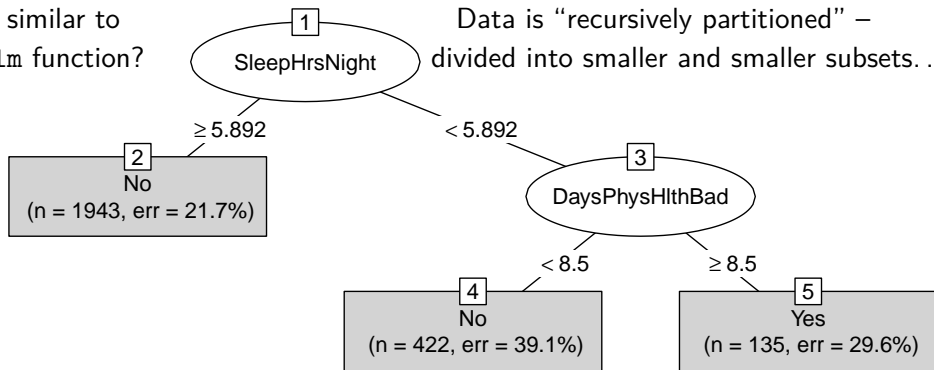 similar to
lm function?
Data is “recursively partitioned” –
divided into smaller and smaller subsets. .
1
SleepHrsNight
≥ 5.892
< 5.892
2
No
(n = 1943, err = 21.7%)
3
DaysPhysHlthBad
< 8.5
≥ 8.5
4
No
(n = 422, err = 39.1%)
5
Yes
(n = 135, err = 29.6%)